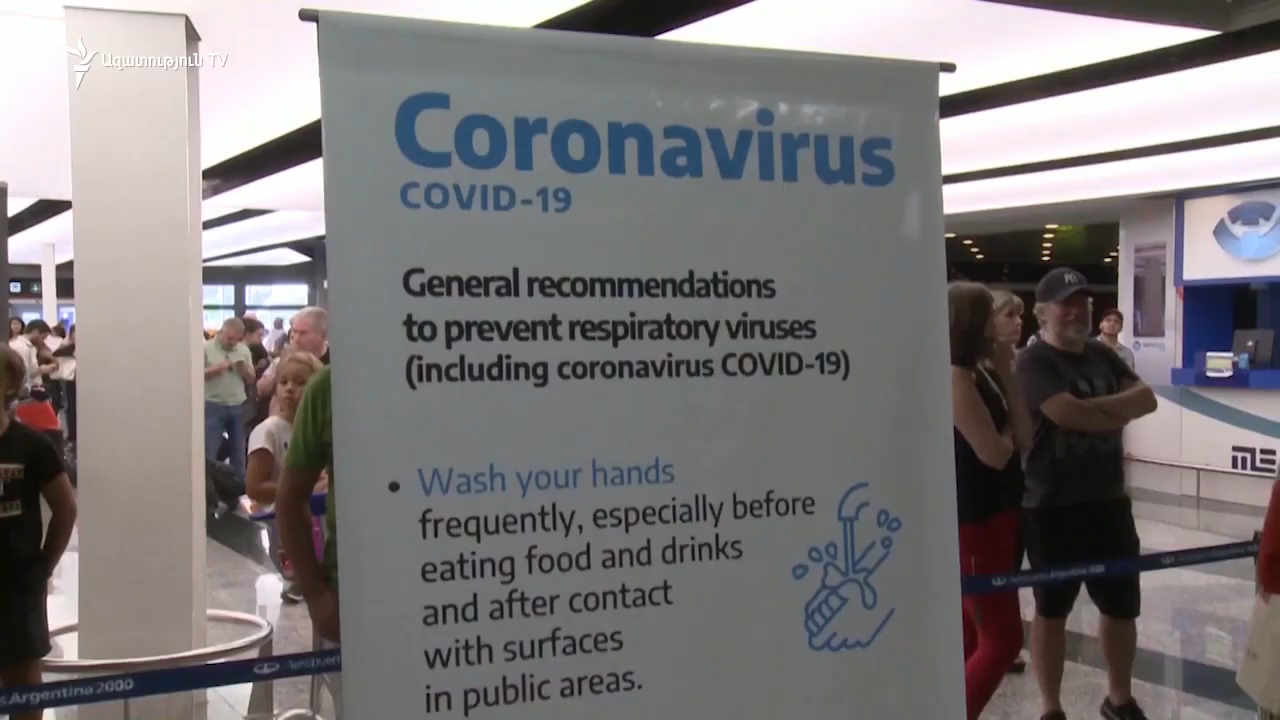 Ազատություն TV
Coronavirus
COVID-19
General recommendations
to prevent respiratory viruses
(including coronavirus COVID-19)
• Wash your hands
frequently, especially before
eating food and drinks
and after contact
with surfaces
in public areas.
Argentina 2000